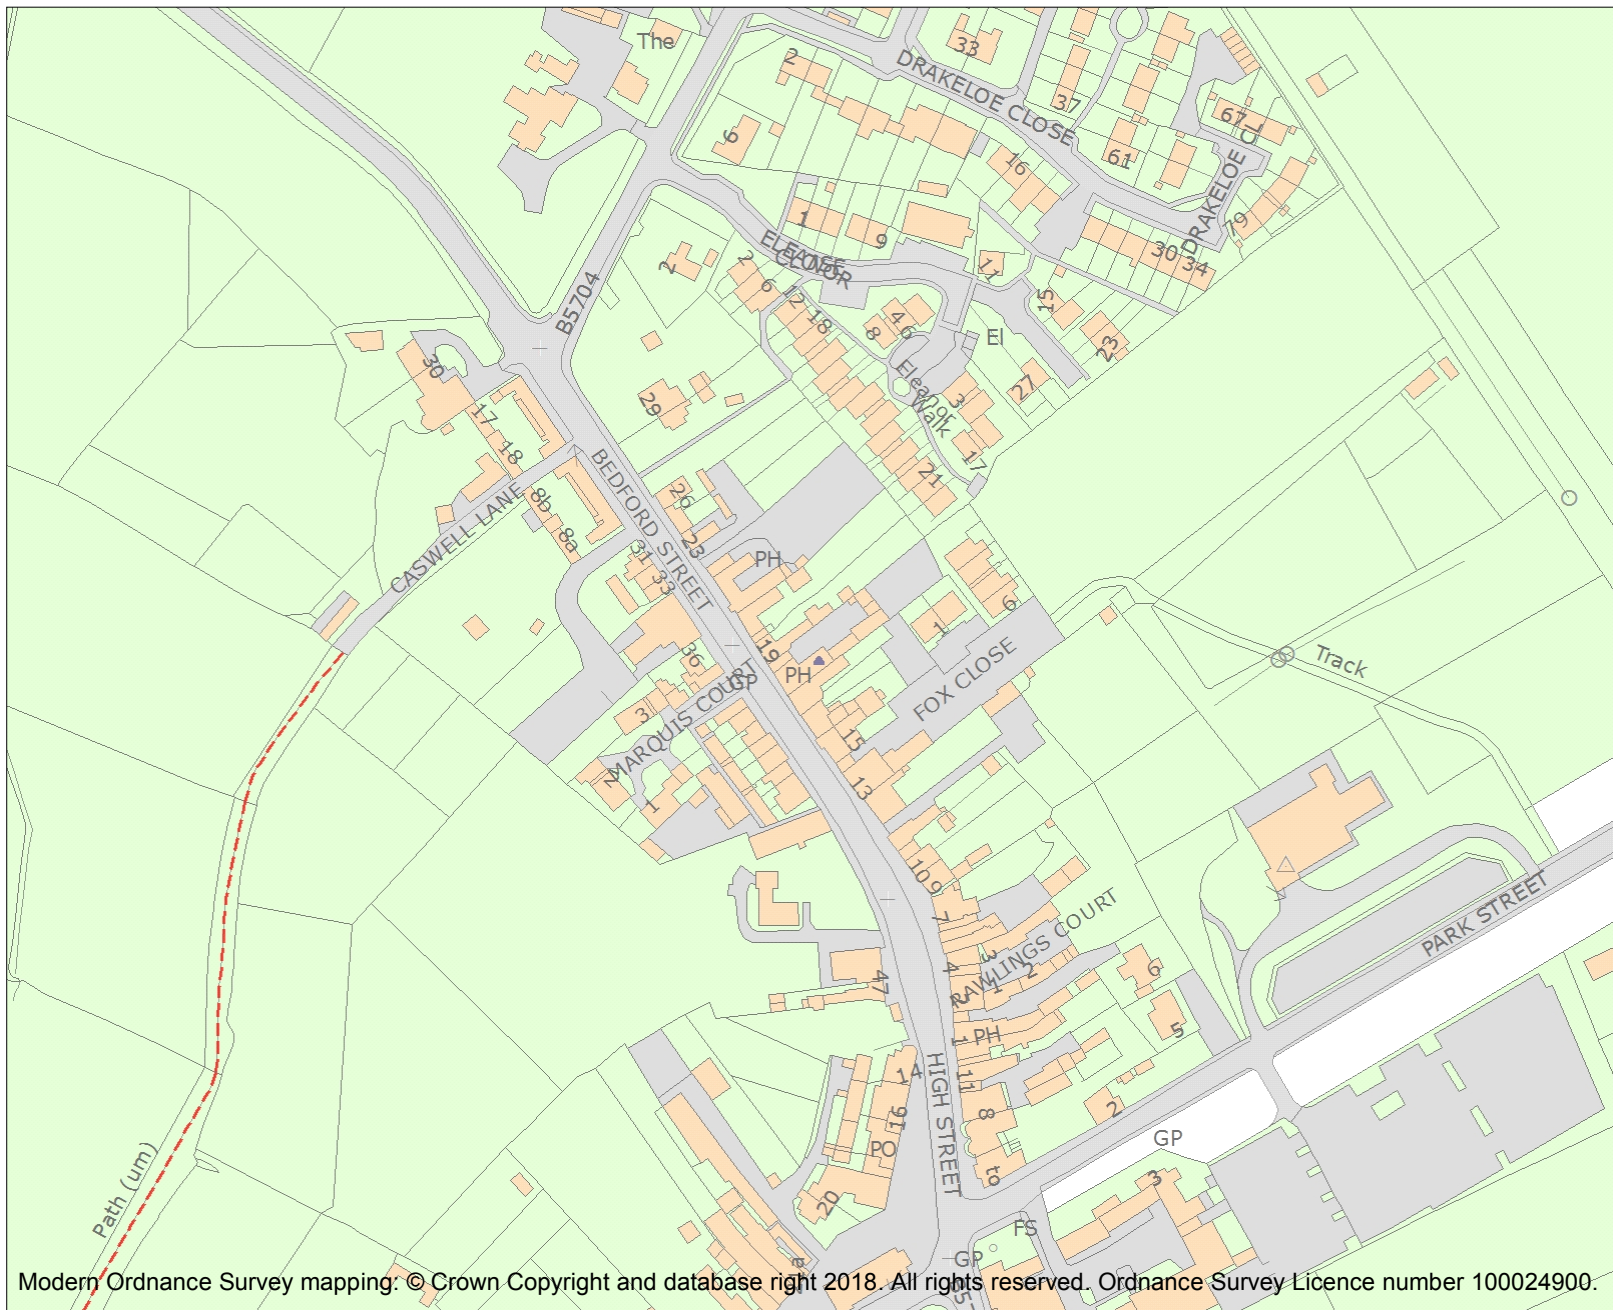 The
33
2
DRAKELOE CLOSE
37
67
6
61
DRAKELOE CL
16
79
1
9
30
34
ELEANOR
CLOSE
2
2
6
11
B5704
12
18
15
46
8
El
23
30
Eleanor
Walk
27
29
3
17
18
BEDFORD STREET
17
21
26
8b
CASWELL LANE
8a
23
PH
31
33
6
1
19
36
PH
GP
FOX CLOSE
Track
MARQUIS COURT
3
15
2
13
1
10
9
7
PARK STREET
RAWLINGS COURT
3
4
2
6
47
1
2
5
PH
1
14
11
HIGH STREET
2
8
16
GP
PO
Path (um)
to
3
20
FS
GP
Modern Ordnance Survey mapping: © Crown Copyright and database right 2018. All rights reserved. Ordnance Survey Licence number 100024900.